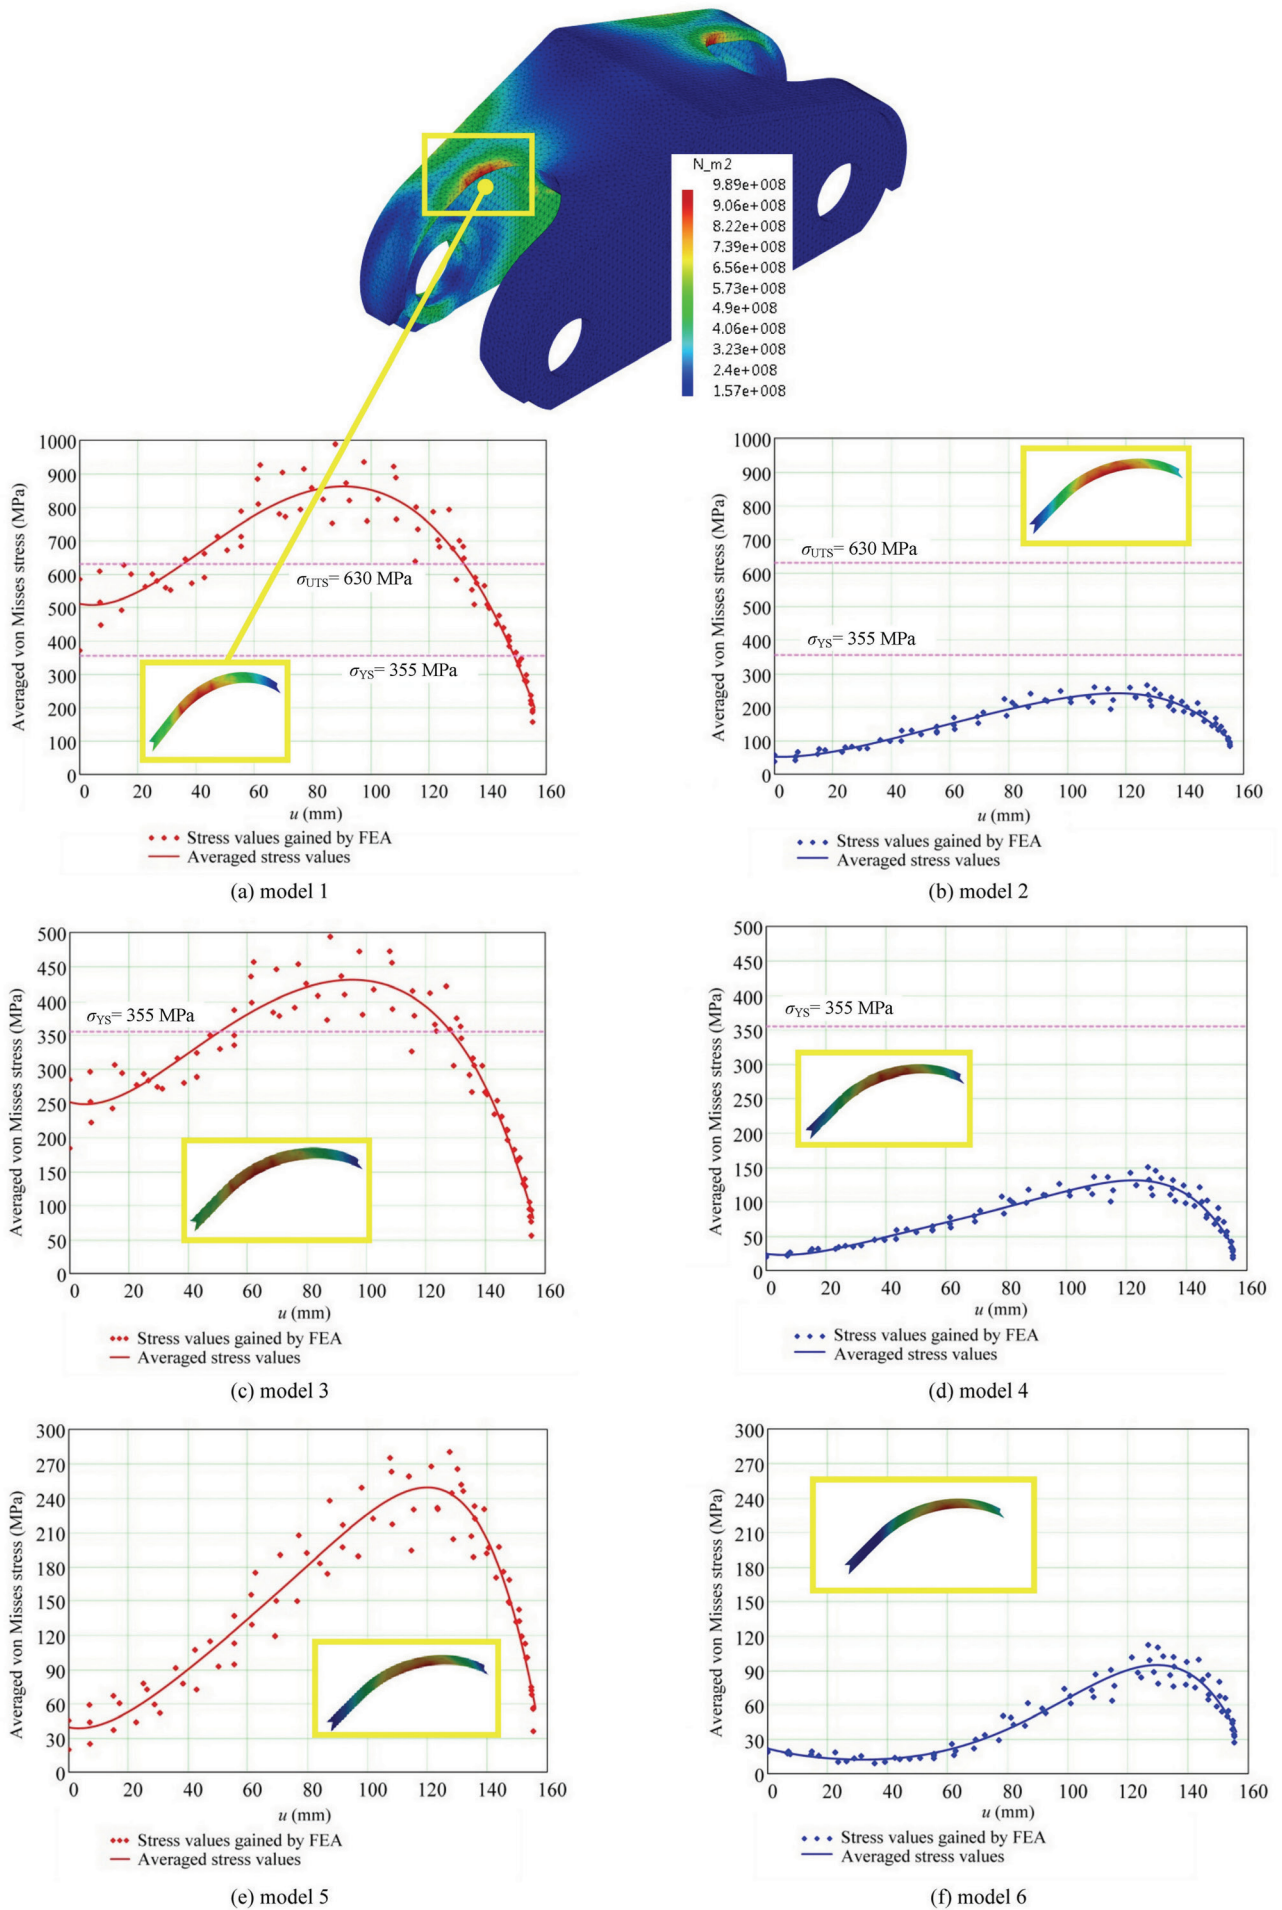 N_m2
9.89e+008
9.06e+008
8.22e+008
7.39e+008
6.56e+008
5.73e+008
4.9e+008
4.06e+008
3.23e+008
2.4e+008
1.57e+008
Averaged von Misses stress (MPa)
1000
900
800
700
600
500
400
300
200
100
0
σUTS= 630 MPa
σYS= 355 MPa
0 20 40 60 80 100 120 140 160
u (mm)
Stress values gained by FEA
Averaged stress values
(a) model 1
Averaged von Misses stress (MPa)
1000
900
800
700
600
500
400
300
200
100
0
σUTS= 630 MPa
σYS= 355 MPa
0 20 40 60 80 100 120 140 160
u (mm)
Stress values gained by FEA
Averaged stress values
(b) model 2
Averaged von Misses stress (MPa)
500
450
400
350
300
250
200
150
100
50
0
σYS= 355 MPa
0 20 40 60 80 100 120 140 160
u (mm)
Stress values gained by FEA
Averaged stress values
(c) model 3
Averaged von Misses stress (MPa)
500
450
400
350
300
250
200
150
100
50
0
σYS= 355 MPa
0 20 40 60 80 100 120 140 160
u (mm)
Stress values gained by FEA
Averaged stress values
(d) model 4
Averaged von Misses stress (MPa)
300
270
240
210
180
150
120
90
60
30
0
0 20 40 60 80 100 120 140 160
u (mm)
Stress values gained by FEA
Averaged stress values
(e) model 5
Averaged von Misses stress (MPa)
300
270
240
210
180
150
120
90
60
30
0
0 20 40 60 80 100 120 140 160
u (mm)
Stress values gained by FEA
Averaged stress values
(f) model 6